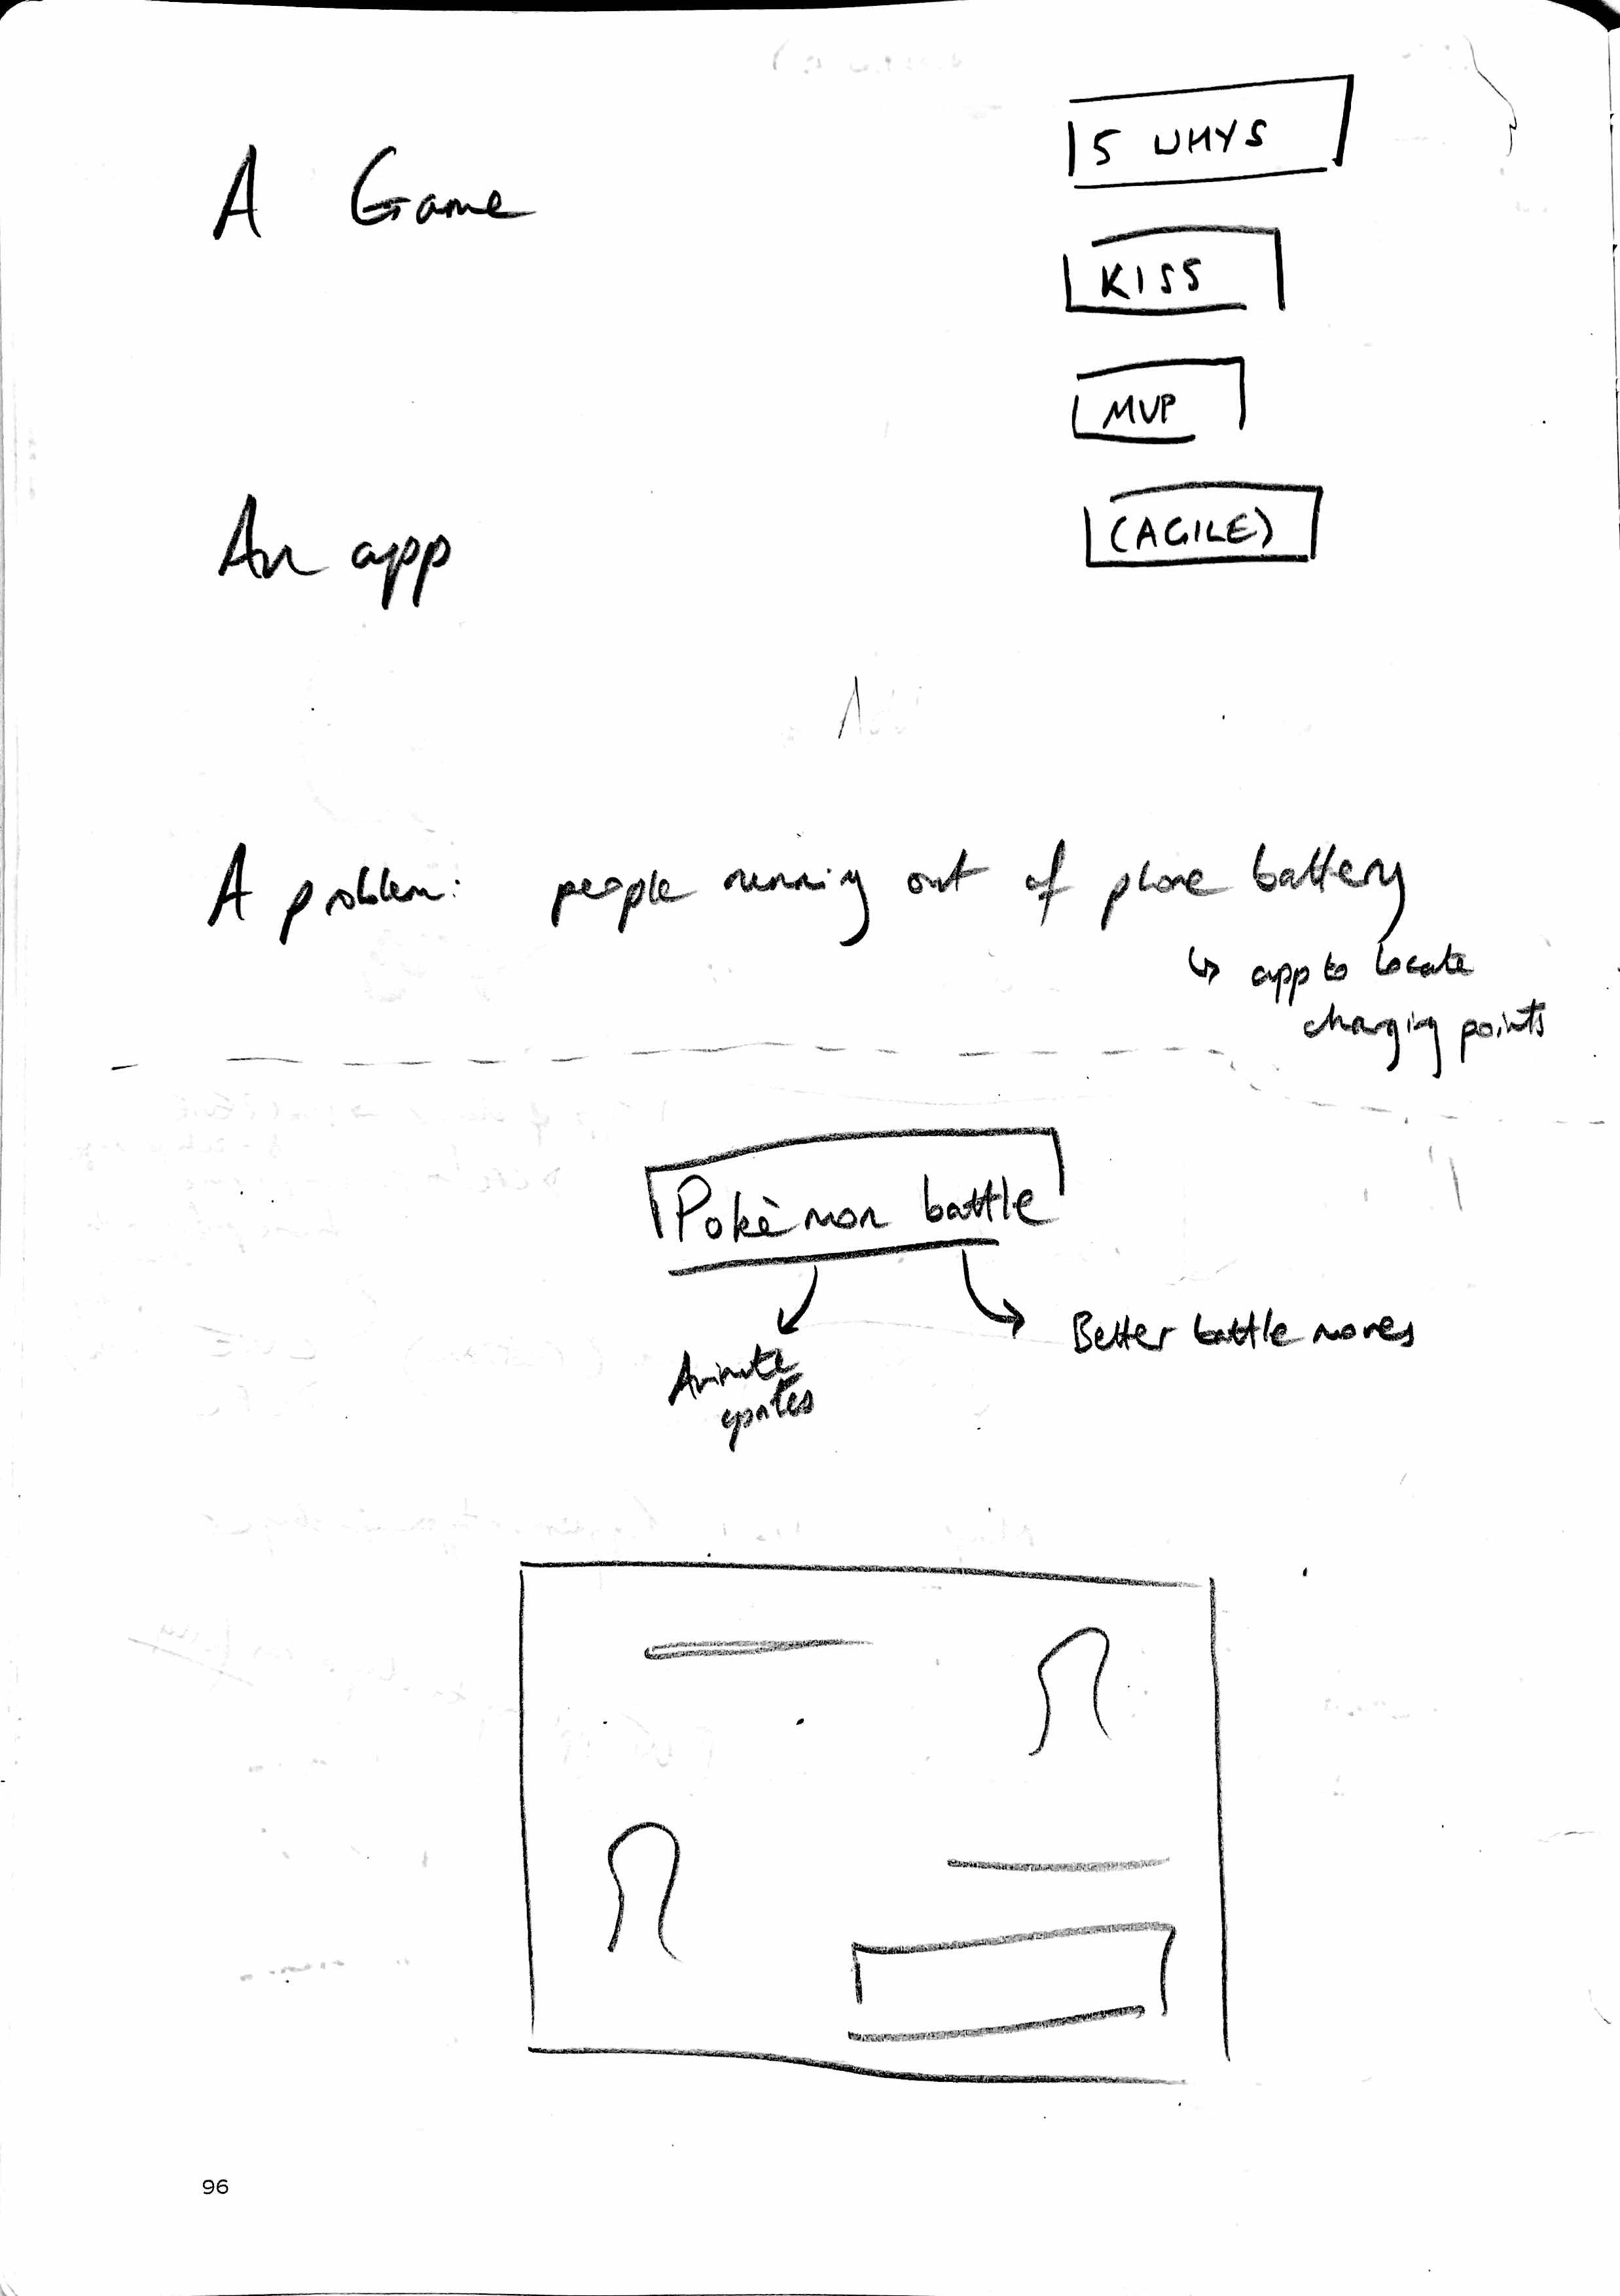 A Game
5 WHYS
KISS
MVP
(AGILE)
An app
A problem: people running out of phone battery
↳ app to locate
charging points
Pokèmon battle
Animate
sprites
Better battle moves
96